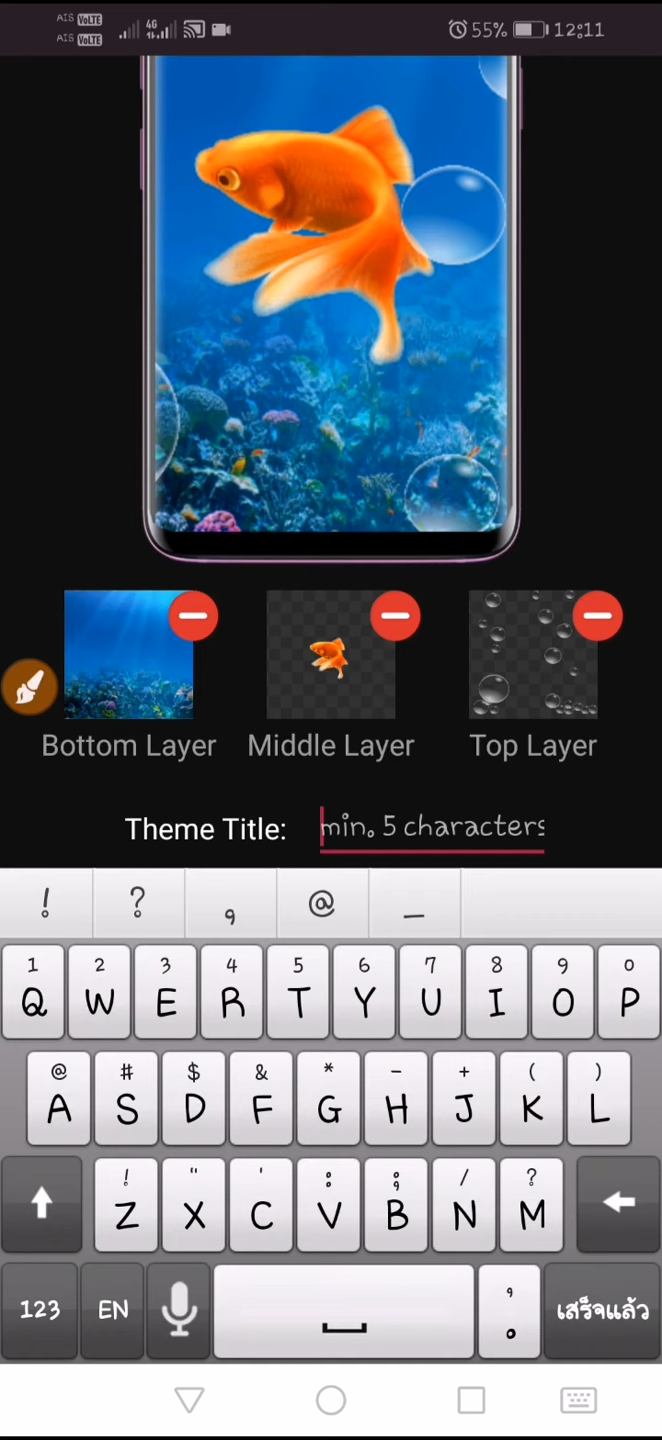 AIS VoLTE 4G 55% 12:11
AIS VoLTE
Bottom Layer Middle Layer Top Layer
Theme Title: min. 5 characters
! ? , @ _
1 2 3 4 5 6 7 8 9 0
Q W E R T Y U I O P
@ # $ & * - + ( )
A S D F G H J K L
! " ' : ; / ?
Z X C V B N M
123 EN , . เสร็จแล้ว